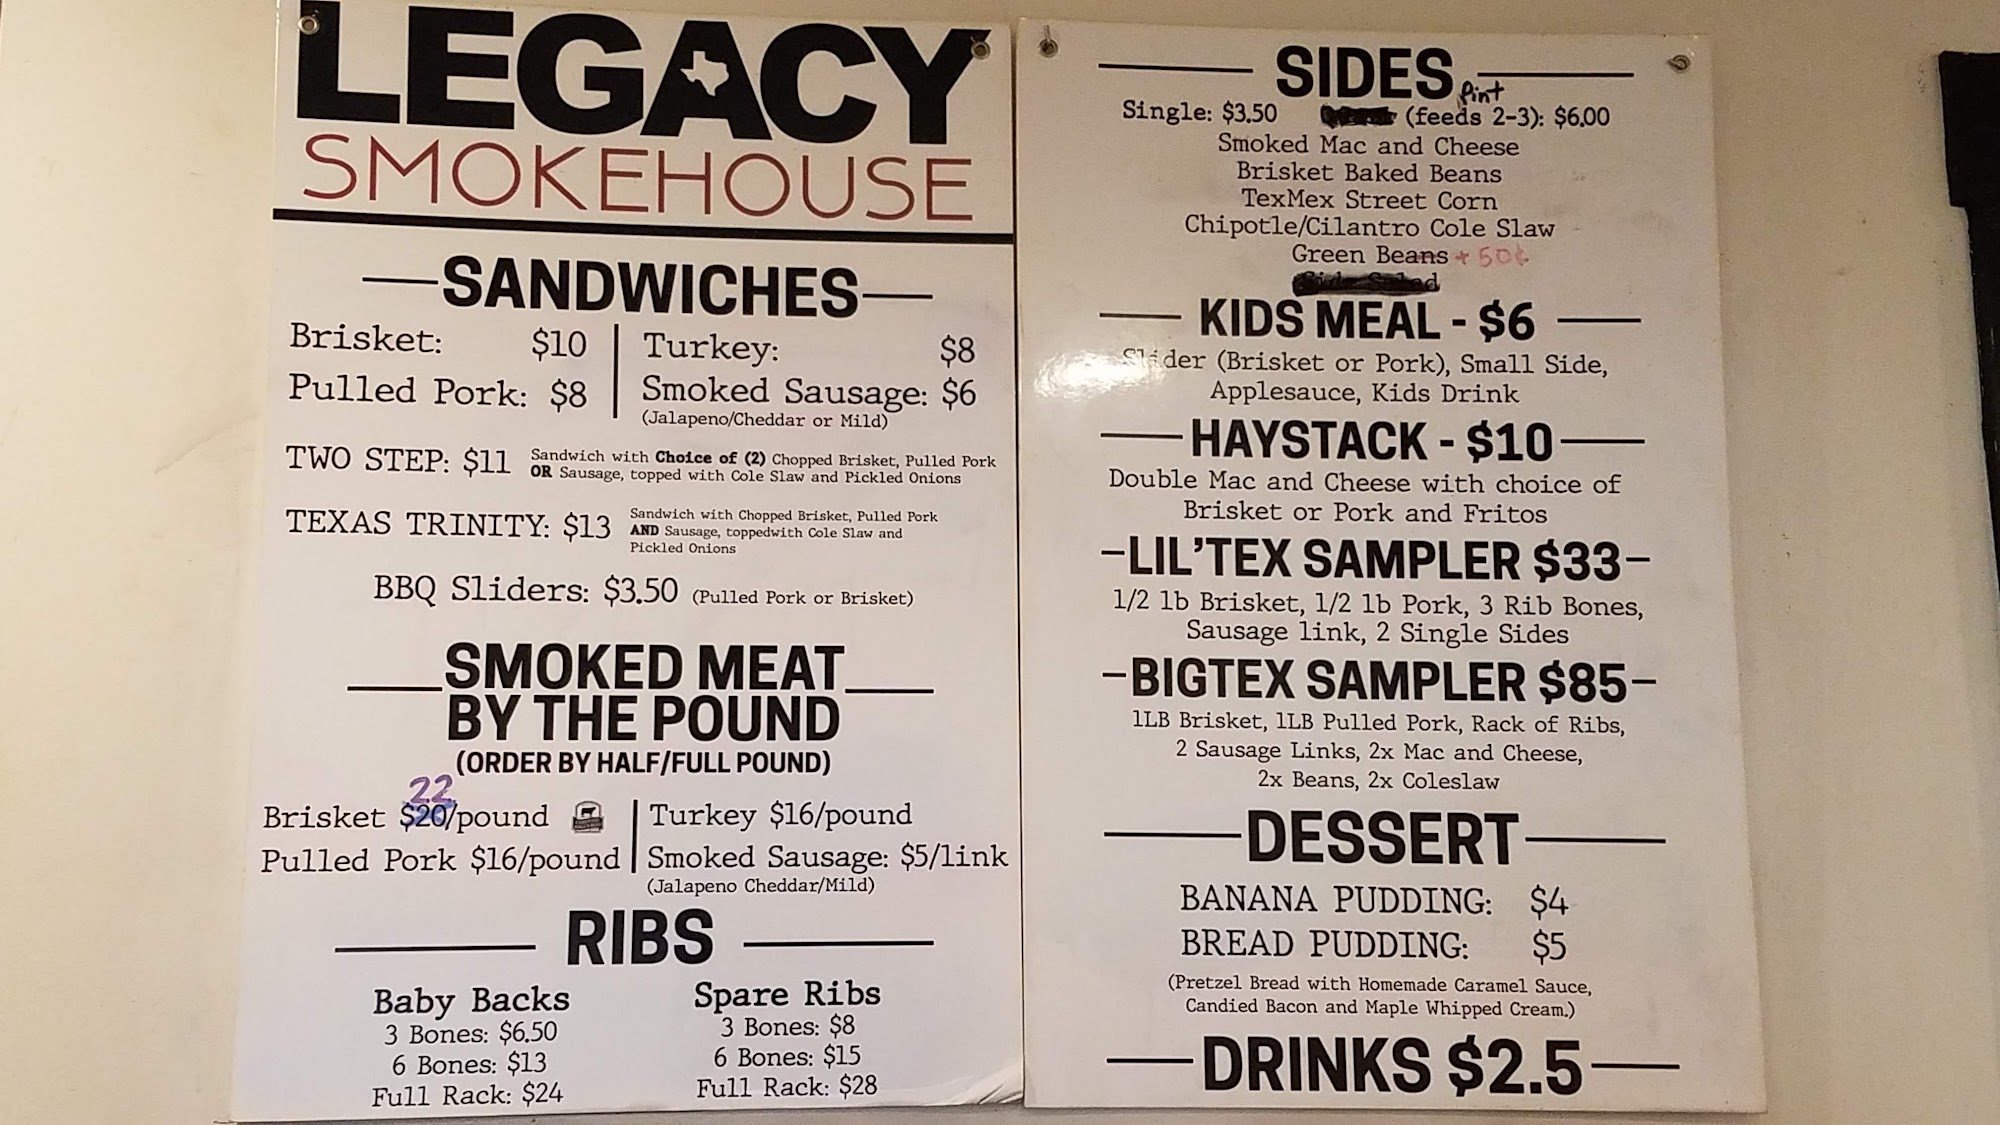 LEGACY
SMOKEHOUSE
SANDWICHES
Brisket: $10
Pulled Pork: $8
Turkey: $8
Smoked Sausage: $6
(Jalapeno/Cheddar or Mild)
TWO STEP: $11 Sandwich with Choice of (2) Chopped Brisket, Pulled Pork
OR Sausage, topped with Cole Slaw and Pickled Onions
TEXAS TRINITY: $13 Sandwich with Chopped Brisket, Pulled Pork
AND Sausage, toppedwith Cole Slaw and
Pickled Onions
BBQ Sliders: $3.50 (Pulled Pork or Brisket)
SMOKED MEAT
BY THE POUND
(ORDER BY HALF/FULL POUND)
22
Brisket $20/pound
Pulled Pork $16/pound
Turkey $16/pound
Smoked Sausage: $5/link
(Jalapeno Cheddar/Mild)
RIBS
Baby Backs
3 Bones: $6.50
6 Bones: $13
Full Rack: $24
Spare Ribs
3 Bones: $8
6 Bones: $15
Full Rack: $28
SIDES
Pint
Single: $3.50 (feeds 2-3): $6.00
Smoked Mac and Cheese
Brisket Baked Beans
TexMex Street Corn
Chipotle/Cilantro Cole Slaw
Green Beans + 50¢
Side Salad
KIDS MEAL - $6
Slider (Brisket or Pork), Small Side,
Applesauce, Kids Drink
HAYSTACK - $10
Double Mac and Cheese with choice of
Brisket or Pork and Fritos
LIL'TEX SAMPLER $33
1/2 lb Brisket, 1/2 lb Pork, 3 Rib Bones,
Sausage link, 2 Single Sides
BIGTEX SAMPLER $85
1LB Brisket, 1LB Pulled Pork, Rack of Ribs,
2 Sausage Links, 2x Mac and Cheese,
2x Beans, 2x Coleslaw
DESSERT
BANANA PUDDING: $4
BREAD PUDDING: $5
(Pretzel Bread with Homemade Caramel Sauce,
Candied Bacon and Maple Whipped Cream.)
DRINKS $2.5